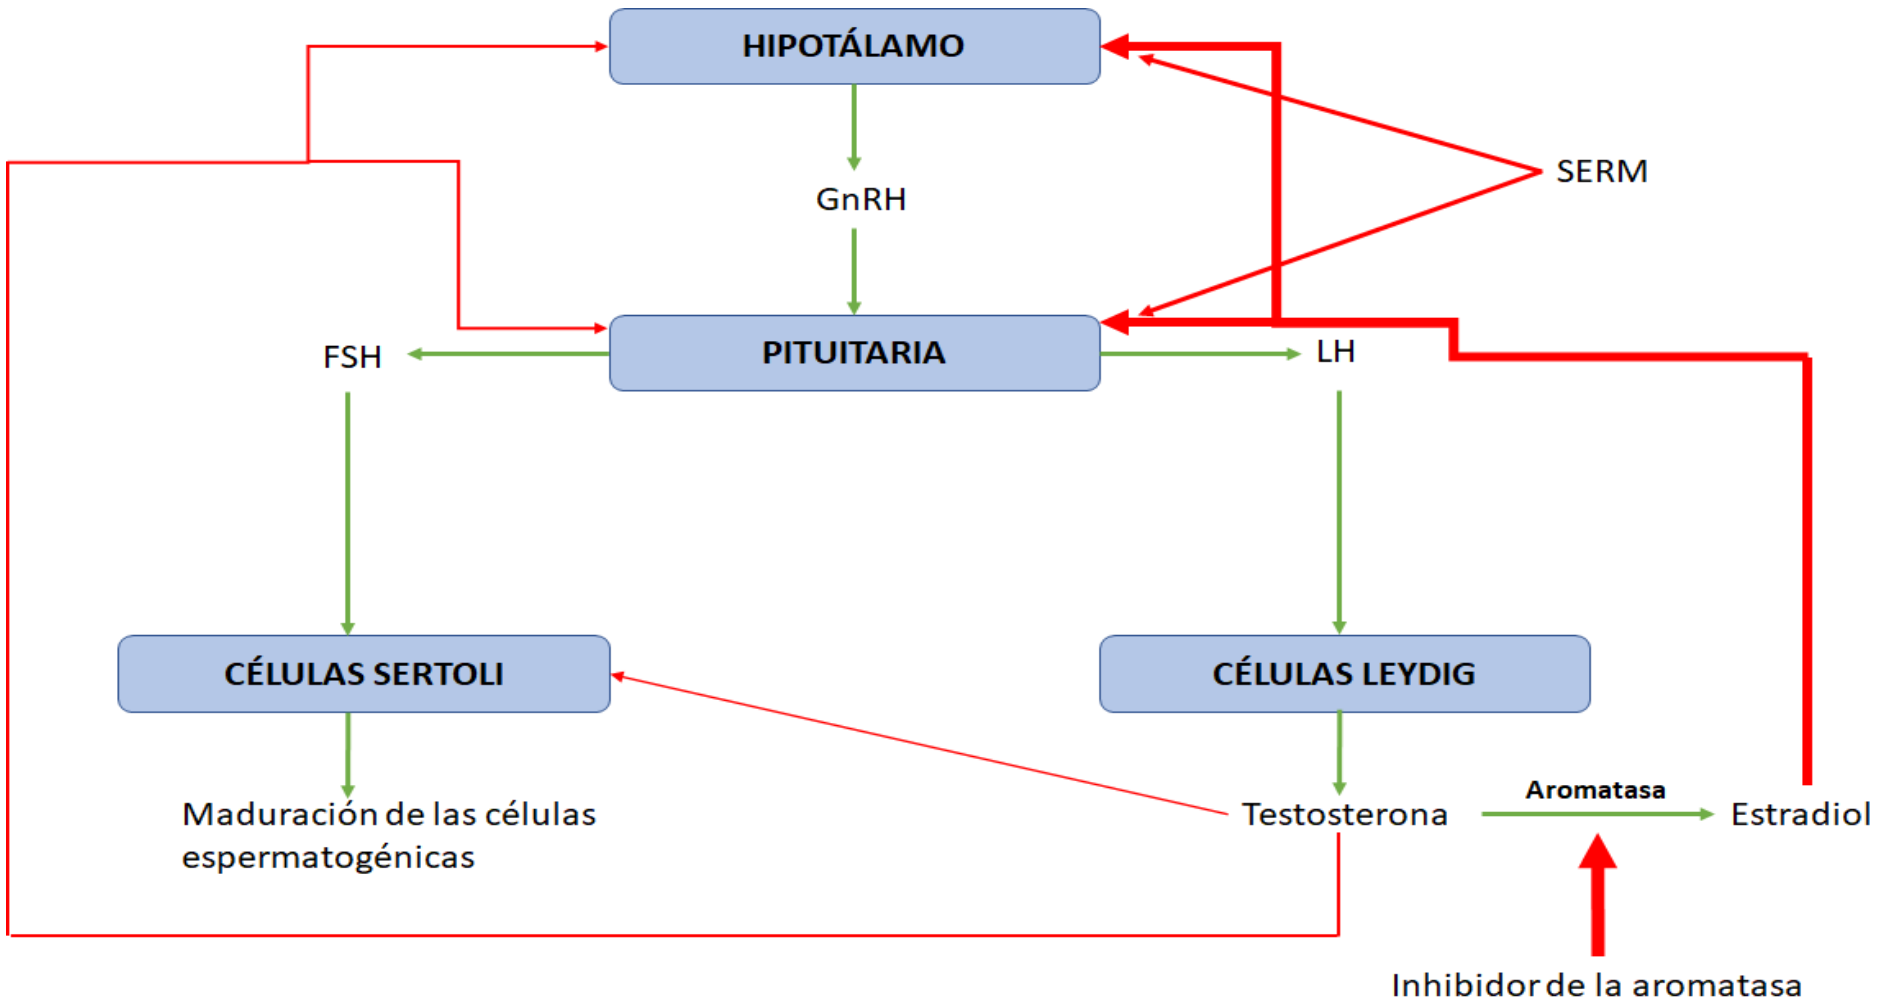 HIPOTÁLAMO
SERM
GnRH
PITUITARIA
FSH
LH
CÉLULAS SERTOLI
CÉLULAS LEYDIG
Aromatasa
Maduración de las células
espermatogénicas
Testosterona
Estradiol
Inhibidor de la aromatasa